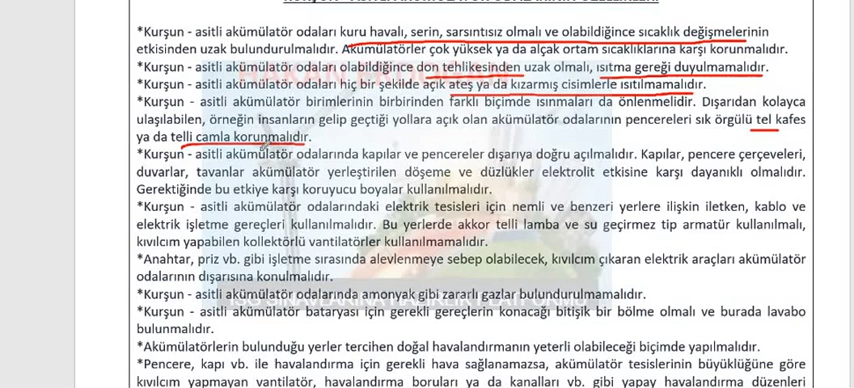 *Kurşun - asitli akümülatör odaları kuru havalı, serin, sarsıntısız olmalı ve olabildiğince sıcaklık değişmelerinin
etkisinden uzak bulundurulmalıdır. Akümülatörler çok yüksek ya da alçak ortam sıcaklıklarına karşı korunmalıdır.
*Kurşun - asitli akümülatör odaları olabildiğince don tehlikesinden uzak olmalı, ısıtma gereği duyulmamalıdır.
*Kurşun - asitli akümülatör odaları hiç bir şekilde açık ateş ya da kızarmış cisimlerle ısıtılmamalıdır.
*Kurşun - asitli akümülatör birimlerinin birbirinden farklı biçimde ısınmaları da önlenmelidir. Dışarıdan kolayca
ulaşılabilen, örneğin insanların gelip geçtiği yollara açık olan akümülatör odalarının pencereleri sık örgülü tel kafes
ya da telli camla korunmalıdır.
*Kurşun - asitli akümülatör odalarında kapılar ve pencereler dışarıya doğru açılmalıdır. Kapılar, pencere çerçeveleri,
duvarlar, tavanlar akümülatör yerleştirilen döşeme ve düzlükler elektrolit etkisine karşı dayanıklı olmalıdır.
Gerektiğinde bu etkiye karşı koruyucu boyalar kullanılmalıdır.
*Kurşun - asitli akümülatör odalarındaki elektrik tesisleri için nemli ve benzeri yerlere ilişkin iletken, kablo ve
elektrik işletme gereçleri kullanılmalıdır. Bu yerlerde akkor telli lamba ve su geçirmez tip armatür kullanılmalı,
kıvılcım yapabilen kollektörlü vantilatörler kullanılmamalıdır.
*Anahtar, priz vb. gibi işletme sırasında alevlenmeye sebep olabilecek, kıvılcım çıkaran elektrik araçları akümülatör
odalarının dışarısına konulmalıdır.
*Kurşun - asitli akümülatör odalarında amonyak gibi zararlı gazlar bulundurulmamalıdır.
*Kurşun - asitli akümülatör bataryası için gerekli gereçlerin konacağı bitişik bir bölme olmalı ve burada lavabo
bulunmalıdır.
*Akümülatörlerin bulunduğu yerler tercihen doğal havalandırmanın yeterli olabileceği biçimde yapılmalıdır.
*Pencere, kapı vb. ile havalandırma için gerekli hava sağlanamazsa, akümülatör tesislerinin büyüklüğüne göre
kıvılcım yapmayan vantilatör, havalandırma boruları ya da kanalları vb. gibi yapay havalandırma düzenleri